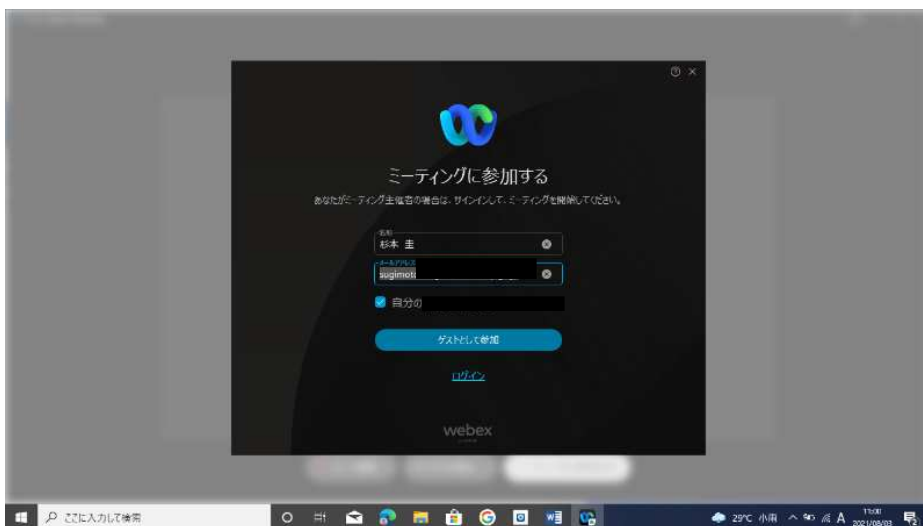 ミーティングに参加する
あなたがミーティング主催者の場合は、サインインして、ミーティングを開始してください。
名前
杉本 圭
メールアドレス
sugimoto
自分の
ゲストとして参加
ログイン
webex
ここに入力して検索
29°C 小雨
A
11:00
2021/08/03